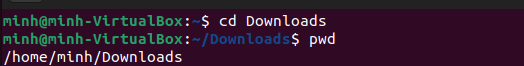 minh@minh-VirtualBox:~$ cd Downloads
minh@minh-VirtualBox:~/Downloads$ pwd
/home/minh/Downloads